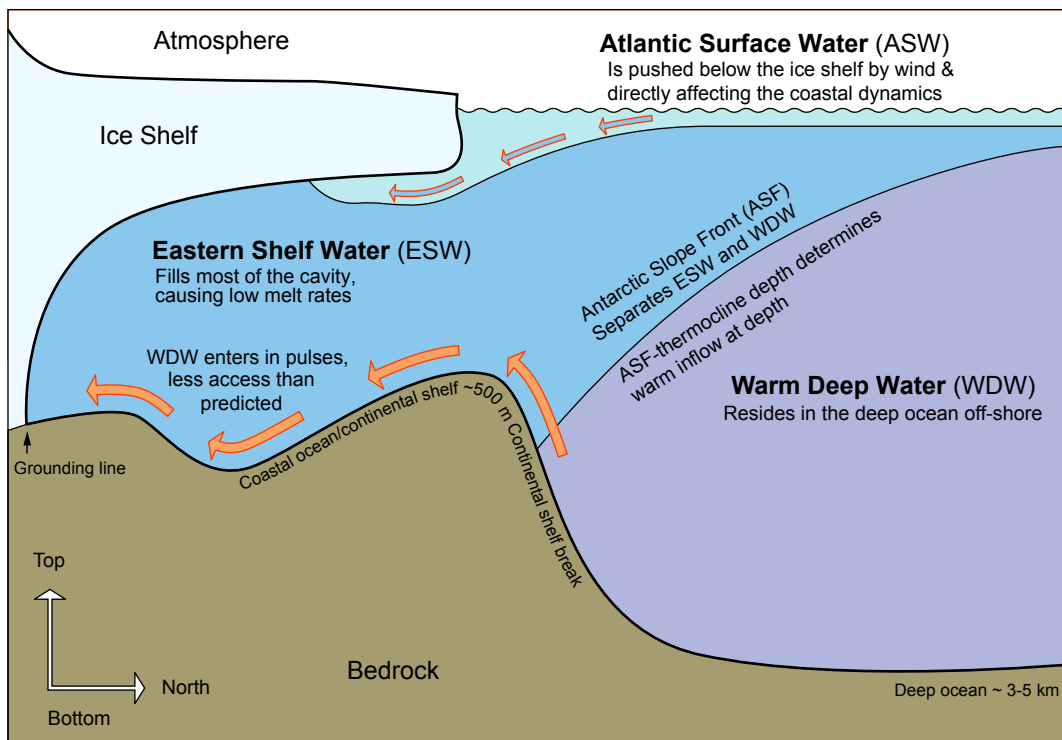 Atmosphere
Atlantic Surface Water (ASW)
Is pushed below the ice shelf by wind &
directly affecting the coastal dynamics
Ice Shelf
Eastern Shelf Water (ESW)
Fills most of the cavity,
causing low melt rates
Antarctic Slope Front (ASF)
Separates ESW and WDW
ASF-thermocline depth determines
warm inflow at depth
WDW enters in pulses,
less access than
predicted
Warm Deep Water (WDW)
Resides in the deep ocean off-shore
Grounding line
Coastal ocean/continental shelf ~500 m
Continental shelf break
Top
North
Bottom
Bedrock
Deep ocean ~ 3-5 km